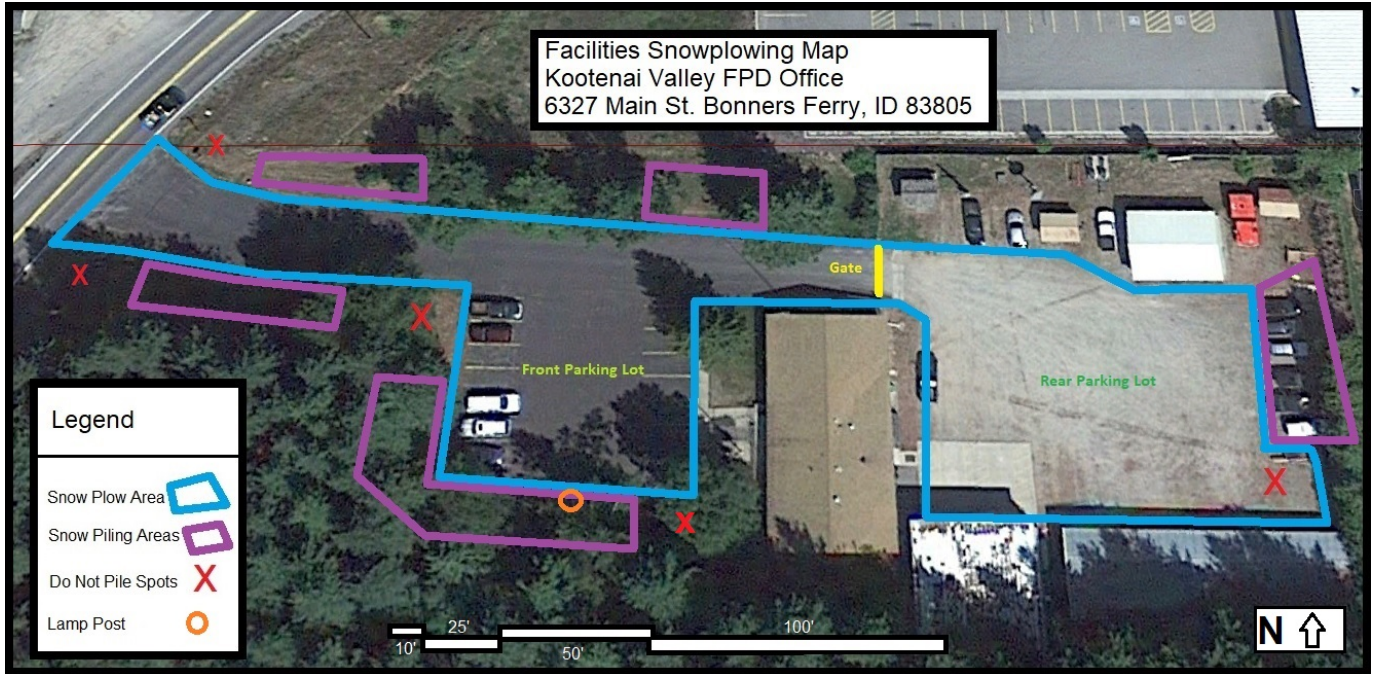 Facilities Snowplowing Map
Kootenai Valley FPD Office
6327 Main St. Bonners Ferry, ID 83805
X
X
Gate
X
Front Parking Lot
Rear Parking Lot
Legend
X
Snow Plow Area
X
Snow Piling Areas
Do Not Pile Spots X
Lamp Post
10'
25'
50'
100'
N